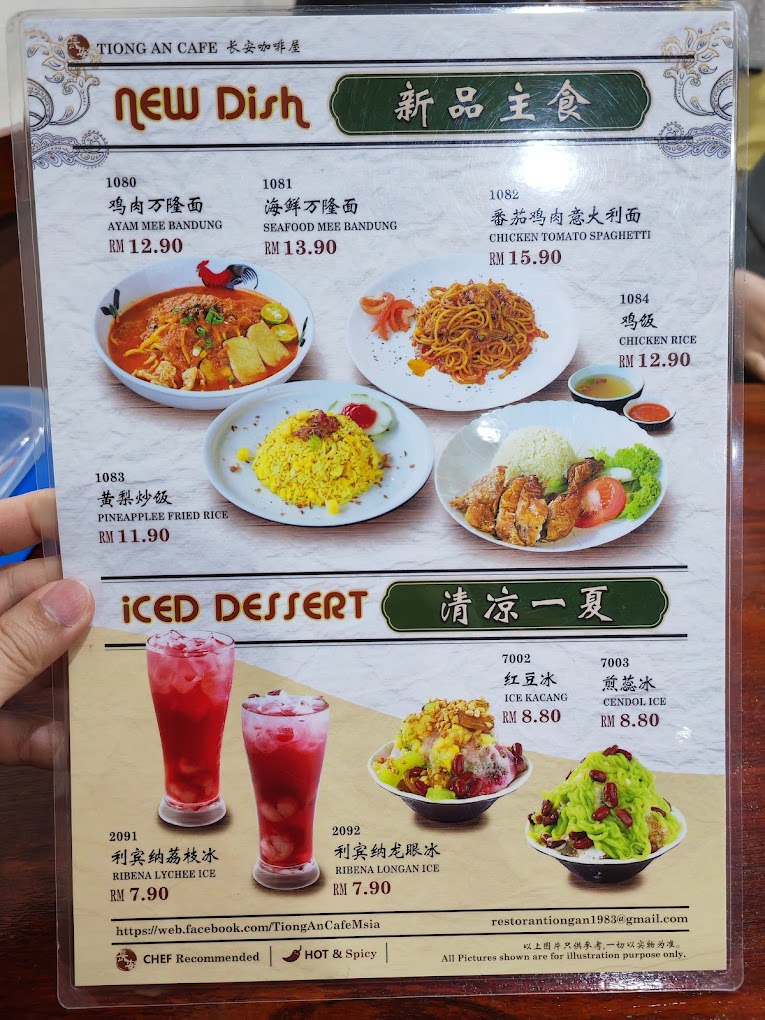 TIONG AN CAFE 长安咖啡屋
NEW Dish 新品主食
1080
鸡肉万隆面
AYAM MEE BANDUNG
RM 12.90
1081
海鲜万隆面
SEAFOOD MEE BANDUNG
RM 13.90
1082
番茄鸡肉意大利面
CHICKEN TOMATO SPAGHETTI
RM 15.90
1084
鸡饭
CHICKEN RICE
RM 12.90
1083
黄梨炒饭
PINEAPPLEE FRIED RICE
RM 11.90
iCED DESSERT 清凉一夏
7002
红豆冰
ICE KACANG
RM 8.80
7003
煎蕊冰
CENDOL ICE
RM 8.80
2091
利宾纳荔枝冰
RIBENA LYCHEE ICE
RM 7.90
2092
利宾纳龙眼冰
RIBENA LONGAN ICE
RM 7.90
https://web.facebook.com/TiongAnCafeMsia
restorantiongan1983@gmail.com
CHEF Recommended
HOT & Spicy
以上图片只供参考,一切以实物为准。
All Pictures shown are for illustration purpose only.